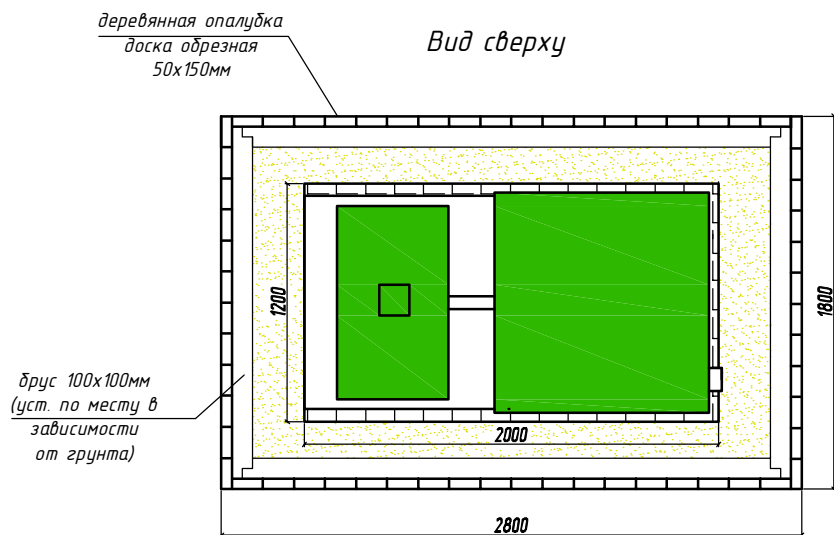 деревянная опалубка
доска обрезная
50х150мм
Вид сверху
1200
1800
брус 100х100мм
(уст. по месту в
зависимости
от грунта)
2000
2800